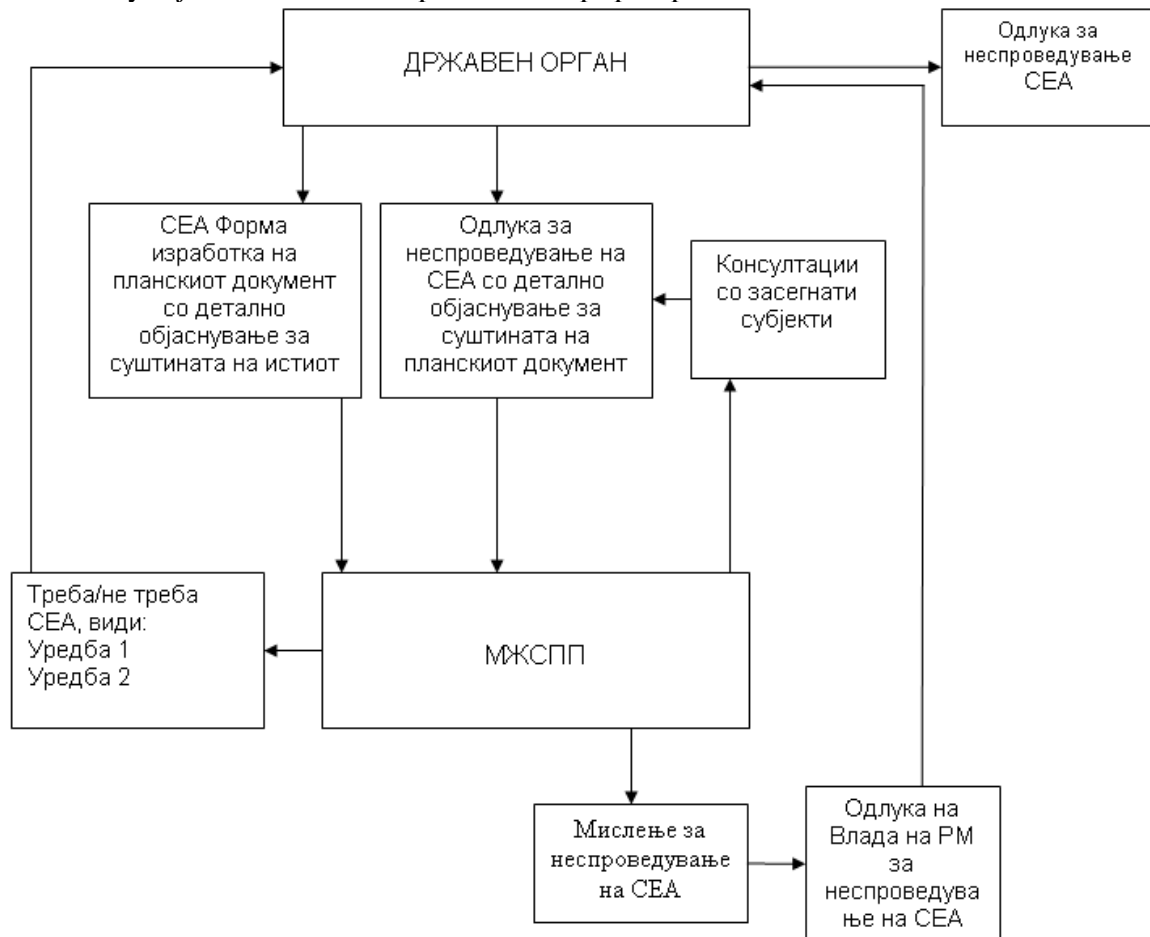 ДРЖАВЕН ОРГАН
Одлука за
неспроведување
СЕА
СЕА Форма
изработка на
планскиот документ
со детално
објаснување за
суштината на истиот
Одлука за
неспроведување на
СЕА со детално
објаснување за
суштината на
планскиот документ
Консултации
со засегнати
субјекти
Треба/не треба
СЕА, види:
Уредба 1
Уредба 2
МЖСПП
Мислење за
неспроведување
на СЕА
Одлука на
Влада на РМ
за
неспроведува
ње на СЕА